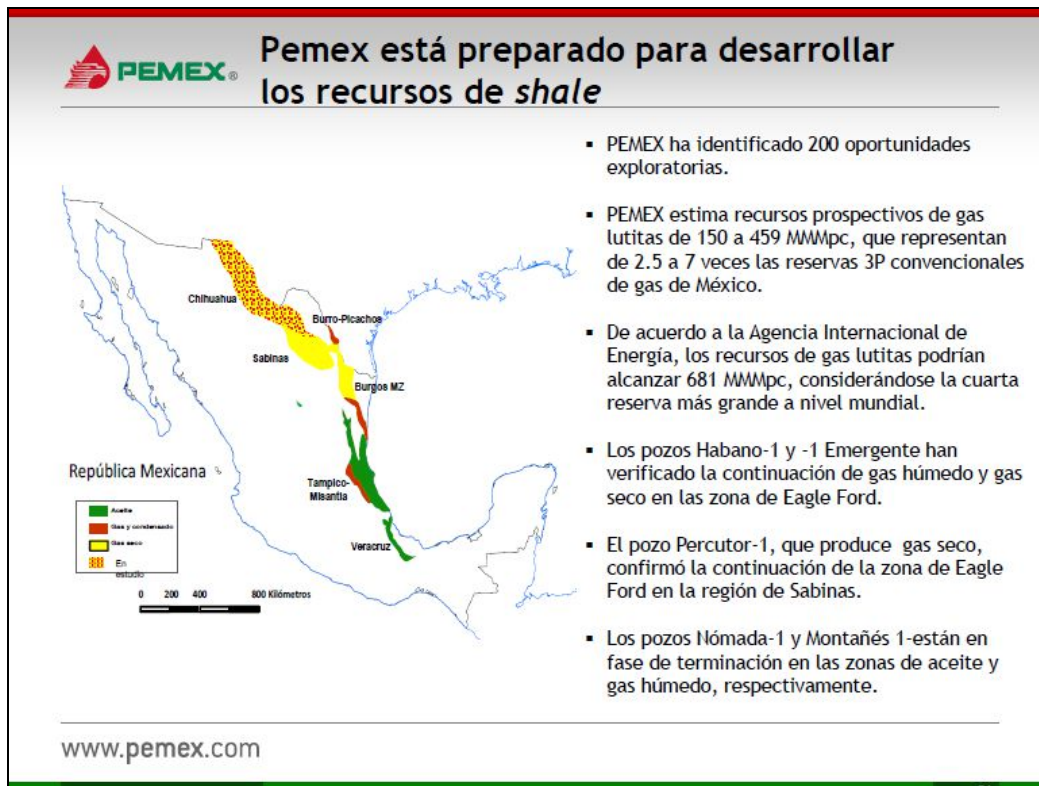 PEMEX®
Pemex está preparado para desarrollar
los recursos de shale
▪ PEMEX ha identificado 200 oportunidades
exploratorias.
▪ PEMEX estima recursos prospectivos de gas
lutitas de 150 a 459 MMMpc, que representan
de 2.5 a 7 veces las reservas 3P convencionales
de gas de México.
▪ De acuerdo a la Agencia Internacional de
Energía, los recursos de gas lutitas podrían
alcanzar 681 MMMpc, considerándose la cuarta
reserva más grande a nivel mundial.
▪ Los pozos Habano-1 y -1 Emergente han
verificado la continuación de gas húmedo y gas
seco en las zona de Eagle Ford.
▪ El pozo Percutor-1, que produce gas seco,
confirmó la continuación de la zona de Eagle
Ford en la región de Sabinas.
▪ Los pozos Nómada-1 y Montañés 1-están en
fase de terminación en las zonas de aceite y
gas húmedo, respectivamente.
Chihuahua
Burro-Picachos
Sabinas
Burgos MZ
Tampico-
Misantla
Veracruz
República Mexicana
Aceite
Gas y condensado
Gas seco
En
estudio
0 200 400 800 Kilómetros
www.pemex.com